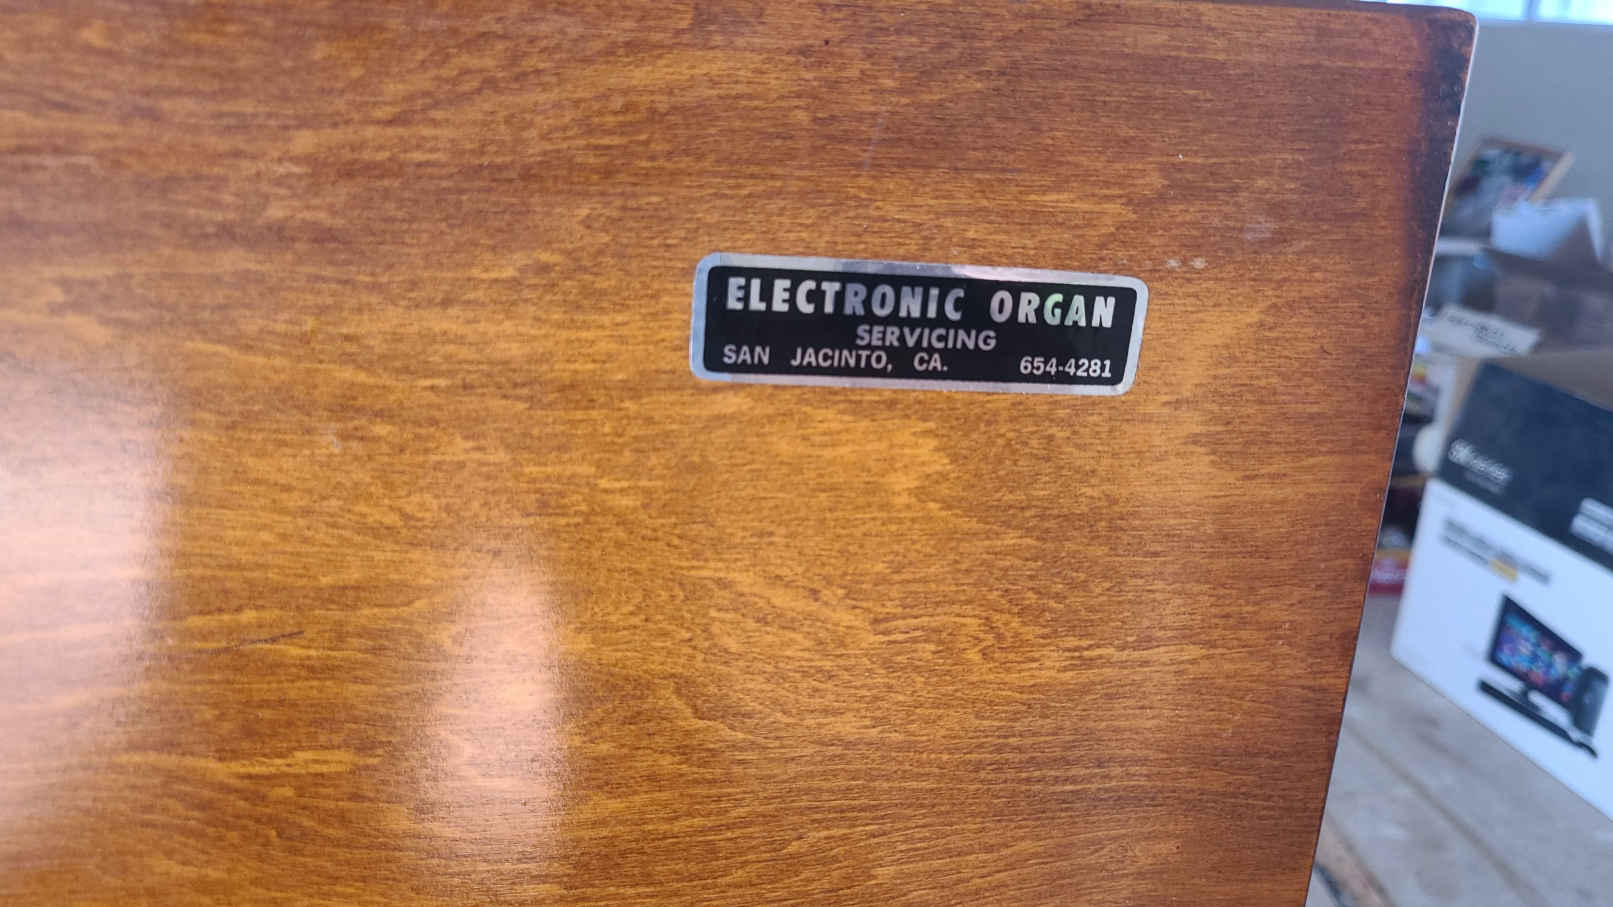 ELECTRONIC ORGAN
SERVICING
SAN JACINTO, CA. 654-4281